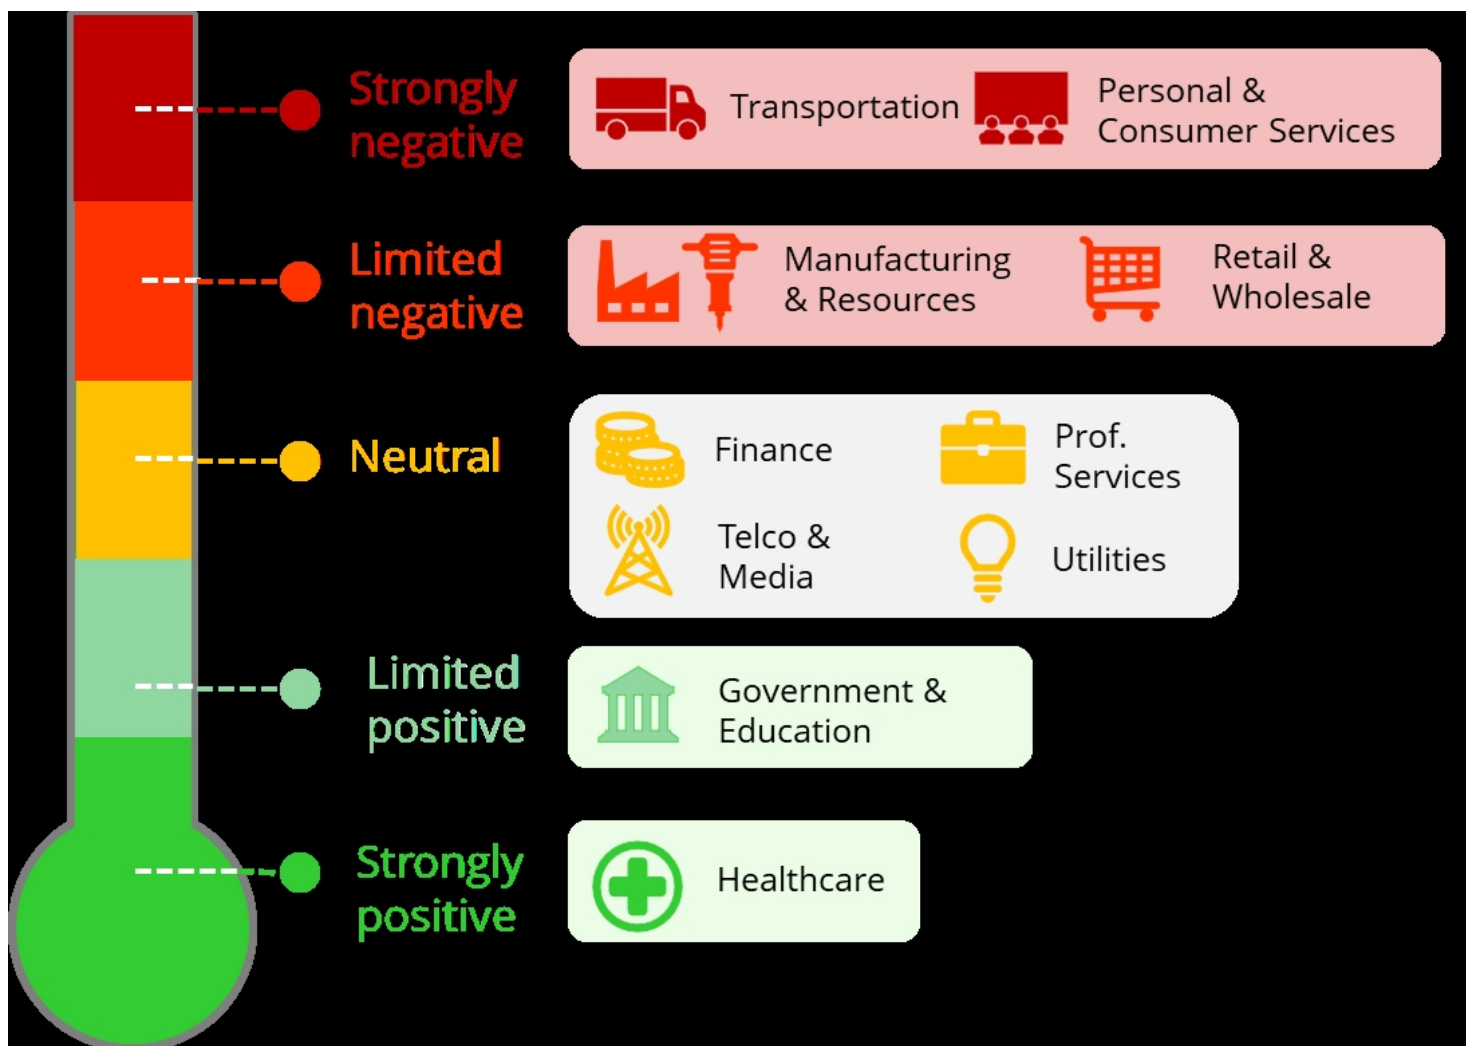 Strongly
negative
Transportation
Personal &
Consumer Services
Limited
negative
Manufacturing
& Resources
Retail &
Wholesale
Neutral
Finance
Prof.
Services
Telco &
Media
Utilities
Limited
positive
Government &
Education
Strongly
positive
Healthcare